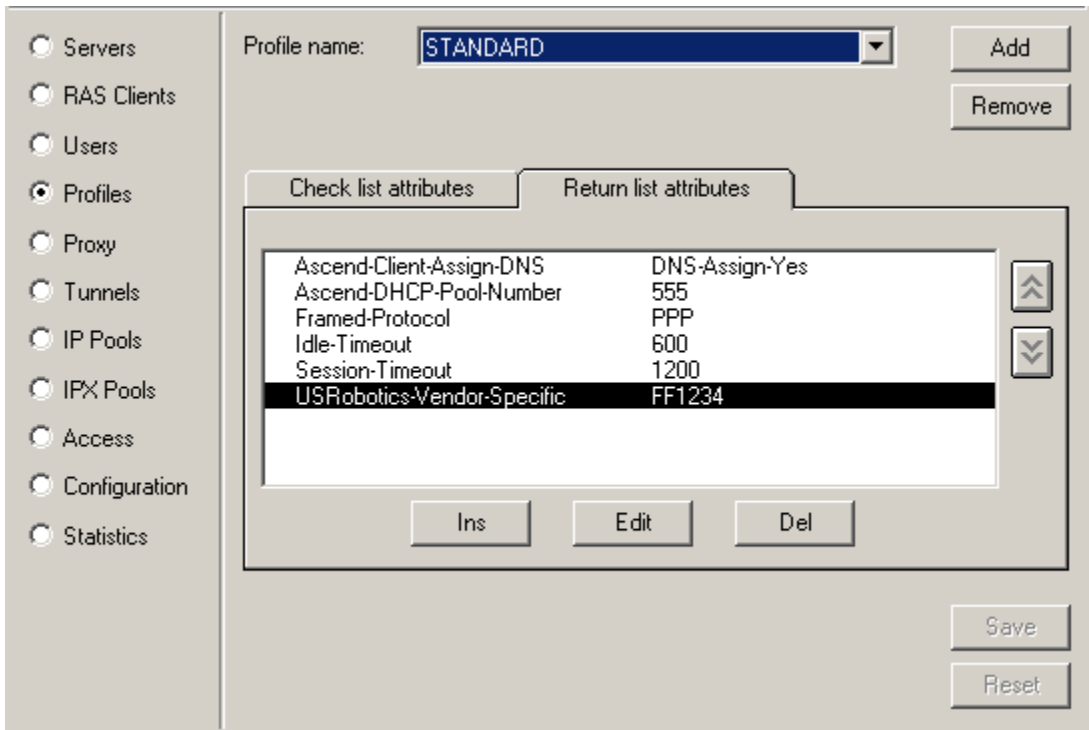 Servers
RAS Clients
Users
Profiles
Proxy
Tunnels
IP Pools
IPX Pools
Access
Configuration
Statistics
Profile name: STANDARD
Add
Remove
Check list attributes Return list attributes
Ascend-Client-Assign-DNS DNS-Assign-Yes
Ascend-DHCP-Pool-Number 555
Framed-Protocol PPP
Idle-Timeout 600
Session-Timeout 1200
USRobotics-Vendor-Specific FF1234
Ins Edit Del
Save
Reset